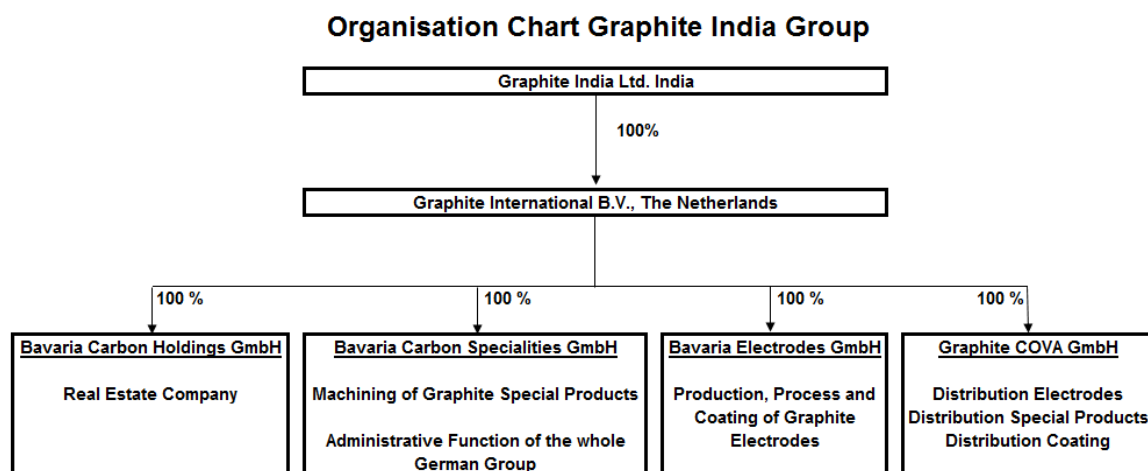 Organisation Chart Graphite India Group
Graphite India Ltd. India
100%
Graphite International B.V., The Netherlands
100 %
100 %
100 %
100 %
Bavaria Carbon Holdings GmbH
Real Estate Company
Bavaria Carbon Specialities GmbH
Machining of Graphite Special Products
Administrative Function of the whole
German Group
Bavaria Electrodes GmbH
Production, Process and
Coating of Graphite
Electrodes
Graphite COVA GmbH
Distribution Electrodes
Distribution Special Products
Distribution Coating